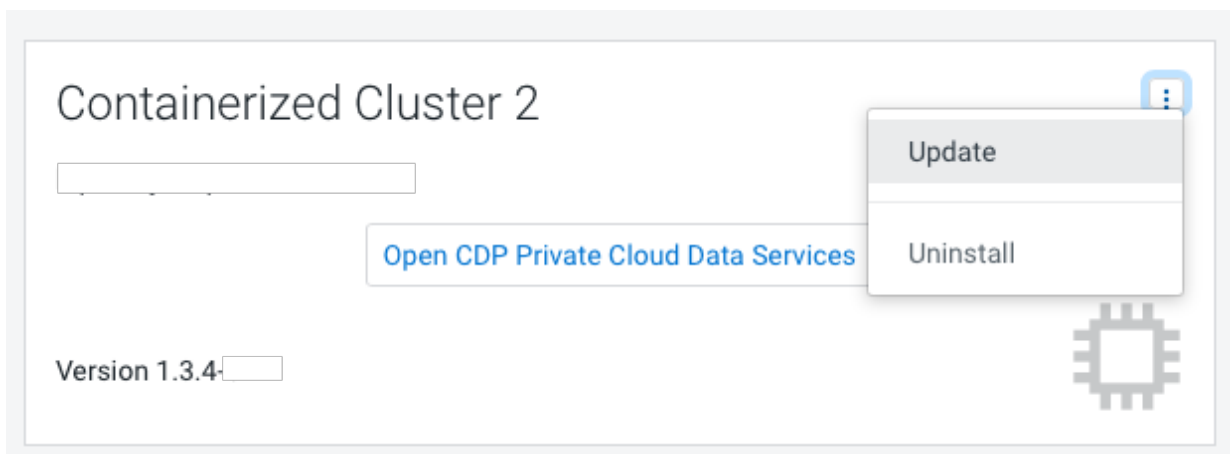 Containerized Cluster 2
Update
Open CDP Private Cloud Data Services
Uninstall
Version 1.3.4-